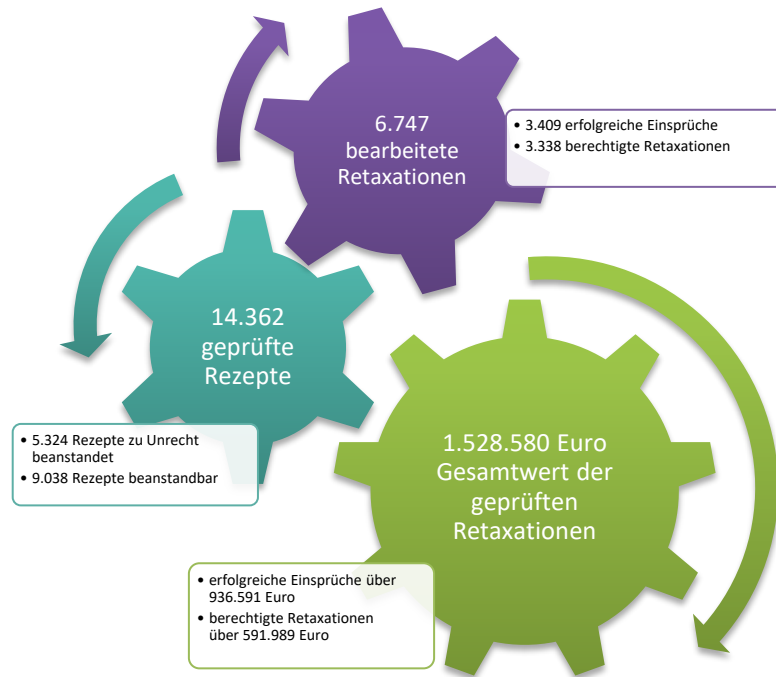 6.747
bearbeitete
Retaxationen
• 3.409 erfolgreiche Einsprüche
• 3.338 berechtigte Retaxationen
14.362
geprüfte
Rezepte
• 5.324 Rezepte zu Unrecht
beanstandet
• 9.038 Rezepte beanstandbar
1.528.580 Euro
Gesamtwert der
geprüften
Retaxationen
• erfolgreiche Einsprüche über
936.591 Euro
• berechtigte Retaxationen
über 591.989 Euro